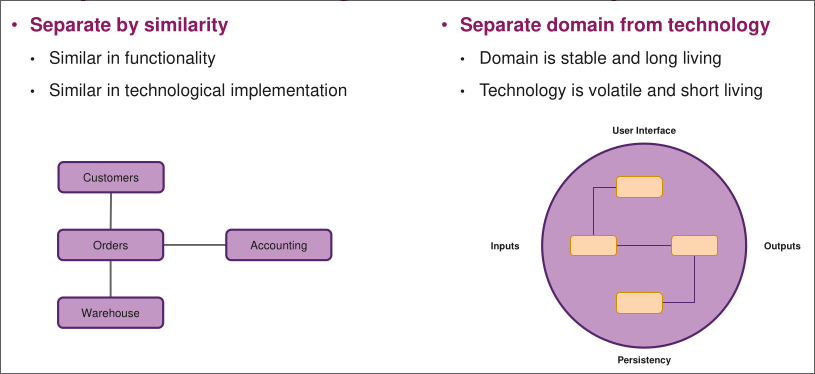 • Separate by similarity
• Similar in functionality
• Similar in technological implementation
Customers
Orders
Accounting
Warehouse
• Separate domain from technology
• Domain is stable and long living
• Technology is volatile and short living
User Interface
Inputs
Outputs
Persistency